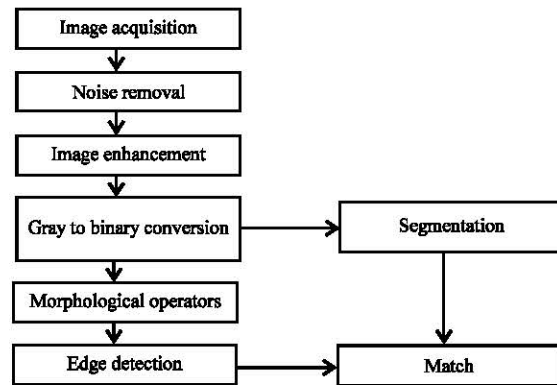 Image acquisition
Noise removal
Image enhancement
Gray to binary conversion
Segmentation
Morphological operators
Edge detection
Match